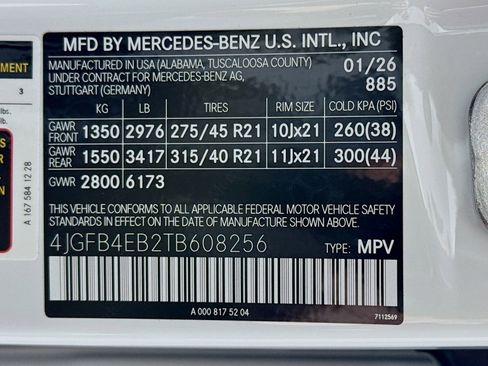 MFD BY MERCEDES-BENZ U.S. INTL., INC
MANUFACTURED IN USA (ALABAMA, TUSCALOOSA COUNTY) 01/26
UNDER CONTRACT FOR MERCEDES-BENZ AG, 885
STUTTGART (GERMANY)
KG LB TIRES RIM SIZE COLD KPA (PSI)
GAWR FRONT 1350 2976 275/45 R21 10Jx21 260(38)
GAWR REAR 1550 3417 315/40 R21 11Jx21 300(44)
GVWR 2800 6173
THIS VEHICLE CONFORMS TO ALL APPLICABLE FEDERAL MOTOR VEHICLE SAFETY
STANDARDS IN EFFECT ON THE DATE OF MANUFACTURE SHOWN ABOVE.
4JGFB4EB2TB608256 TYPE: MPV
A 000 817 52 04
7112569
MENT
3
lbs.
A 167 584 12 28